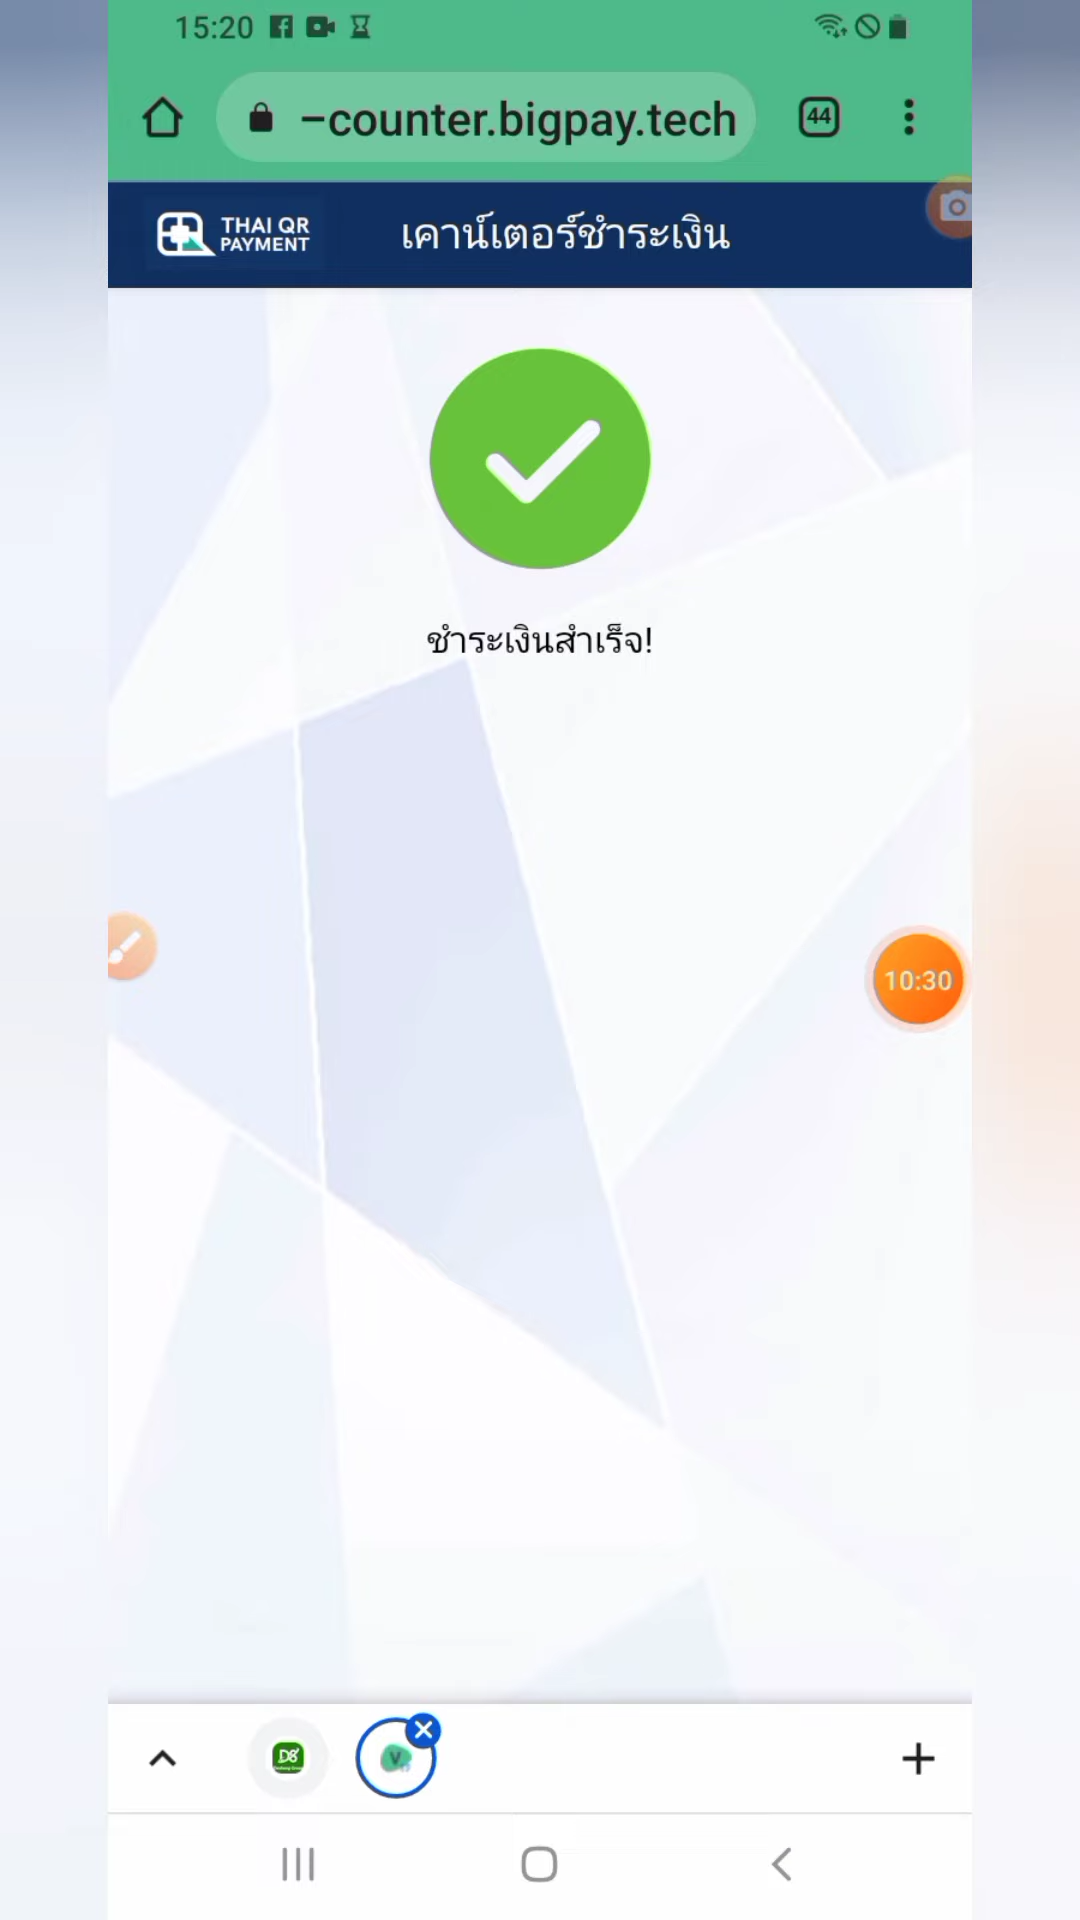 15:20
-counter.bigpay.tech
44
THAI QR
PAYMENT
เคาน์เตอร์ชำระเงิน
ชำระเงินสำเร็จ!
10:30
D8
V